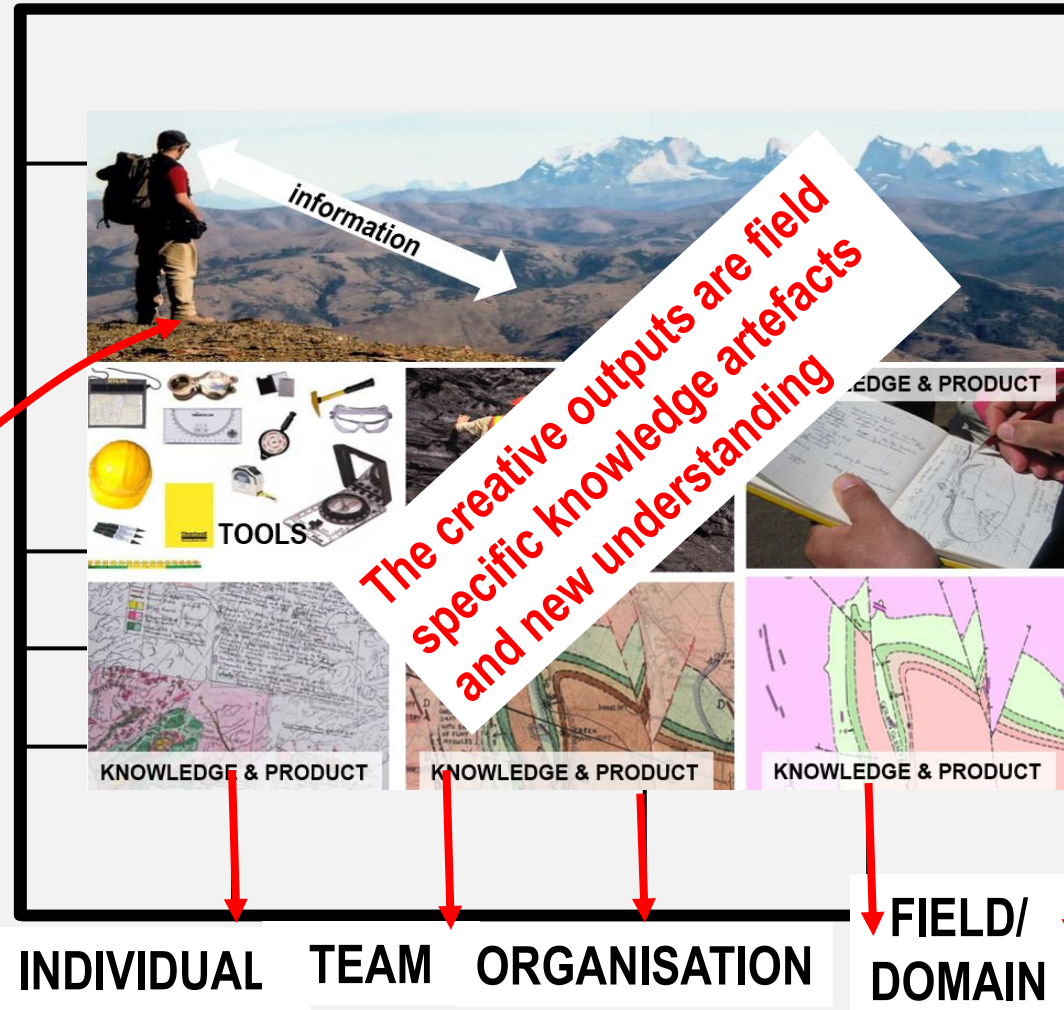 information
The creative outputs are field
specific knowledge artefacts
and new understanding
EDGE & PRODUCT
TOOLS
KNOWLEDGE & PRODUCT
KNOWLEDGE & PRODUCT
KNOWLEDGE & PRODUCT
INDIVIDUAL
TEAM
ORGANISATION
FIELD/
DOMAIN